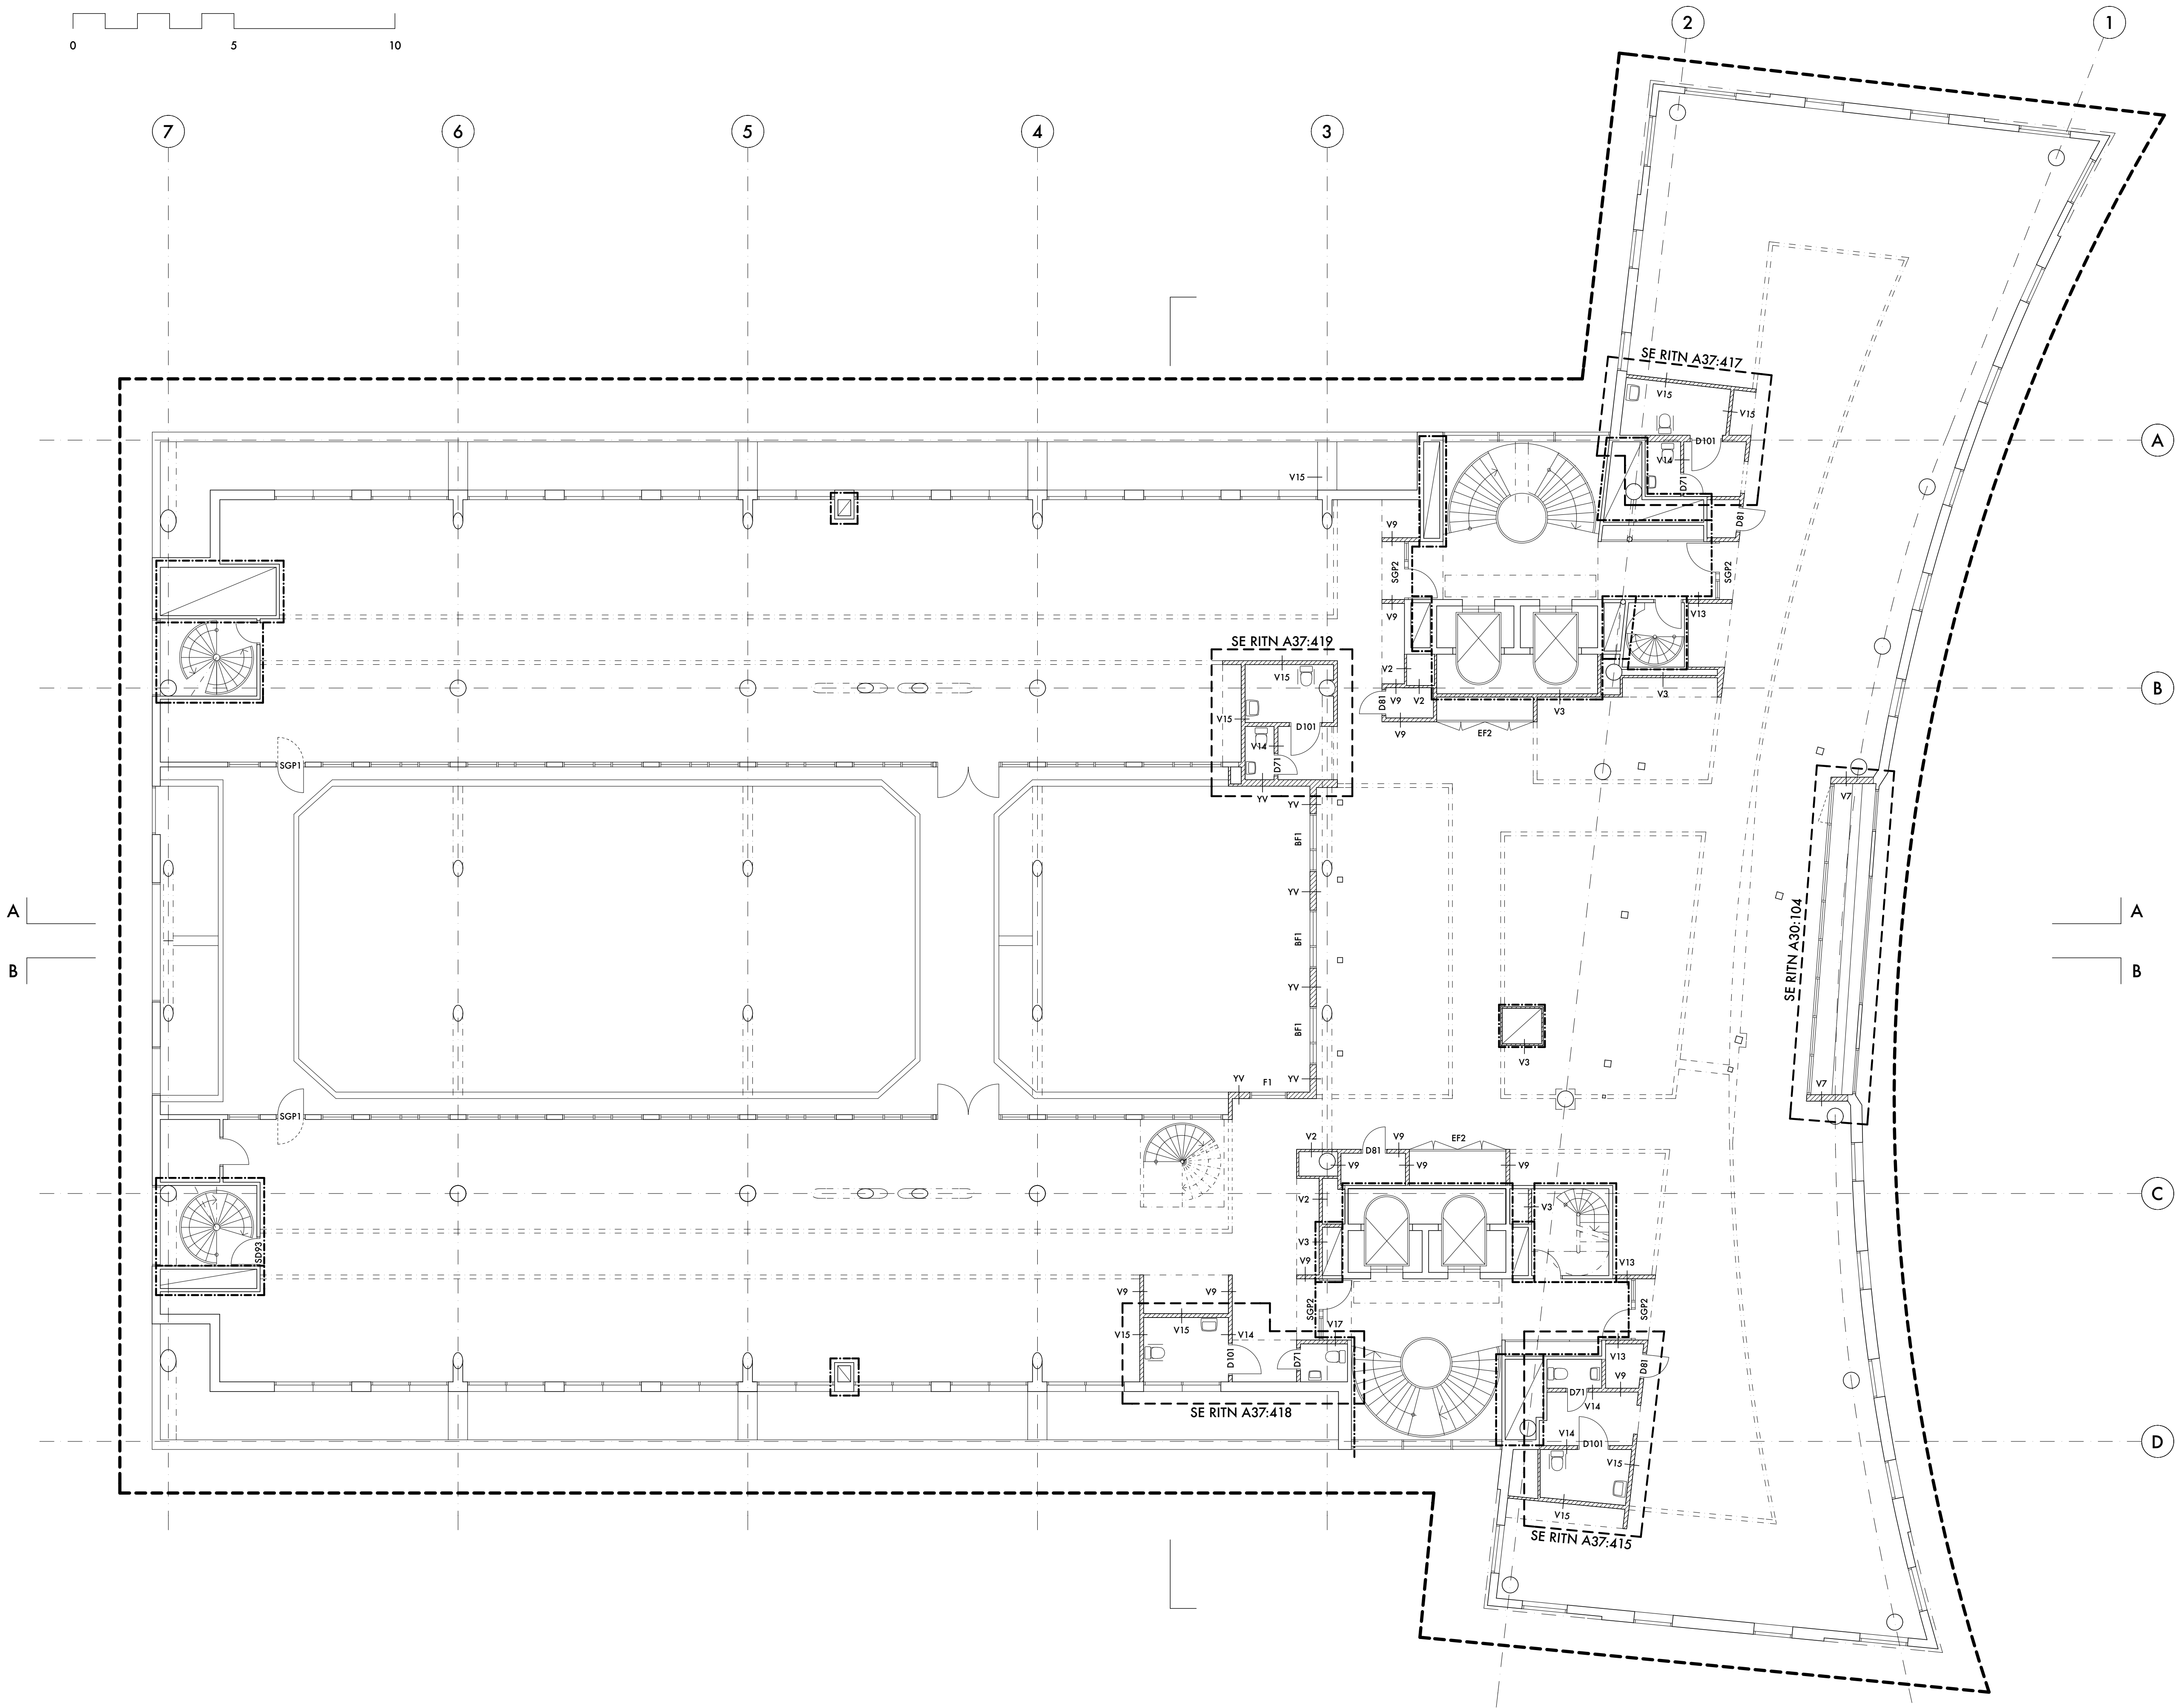 0 5 10
2 1
7 6 5 4 3
SE RITN A37:417
V15
V15
A
D101
V14
V15
D71
V9
D81
SGP2
SGP2
V9
V13
SE RITN A37:419
V15
V2
V3
B
V9 V2
D81
V3
V15
D101
V9
EF2
V14
D71
SGP1
YV
V7
YV
BF1
YV
A
A
BF1
SE RITN A30:104
B
B
YV
BF1
V3
YV
YV
F1
V7
SGP1
V2
D81
V9
EF2
V9
V9
V9
C
V2
V3
V3
SD93
V9
V13
V9
V9
SGP2
SGP2
V15
V15
V14
V17
V13
D101
D71
D81
V9
D71
V14
SE RITN A37:418
V14
D101
D
V15
V15
SE RITN A37:415